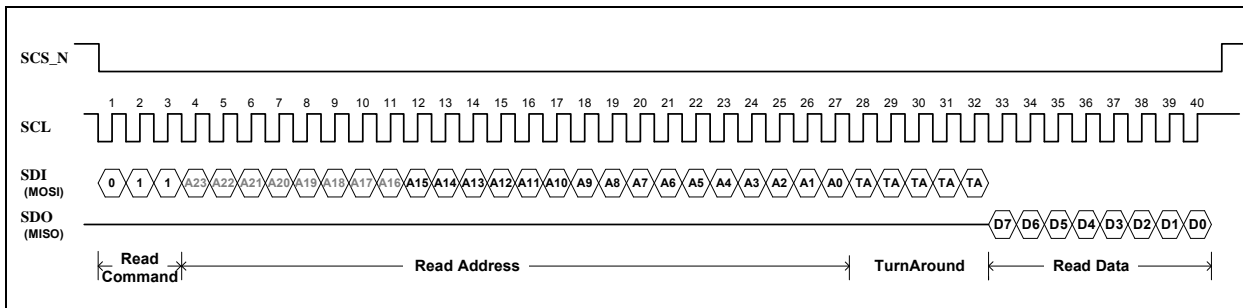 SCS_N
1 2 3 4 5 6 7 8 9 10 11 12 13 14 15 16 17 18 19 20 21 22 23 24 25 26 27 28 29 30 31 32 33 34 35 36 37 38 39 40
SCL
SDI
(MOSI)
0 1 1 A23 A22 A21 A20 A19 A18 A17 A16 A15 A14 A13 A12 A11 A10 A9 A8 A7 A6 A5 A4 A3 A2 A1 A0 TA TA TA TA TA
SDO
(MISO)
D7 D6 D5 D4 D3 D2 D1 D0
Read
Command
Read Address
TurnAround
Read Data